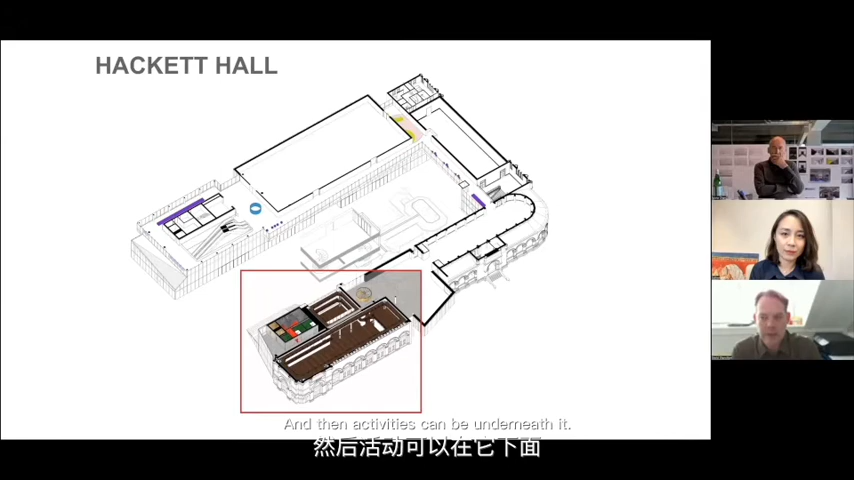 HACKETT HALL
And then activities can be underneath it.
然后活动可以在它下面